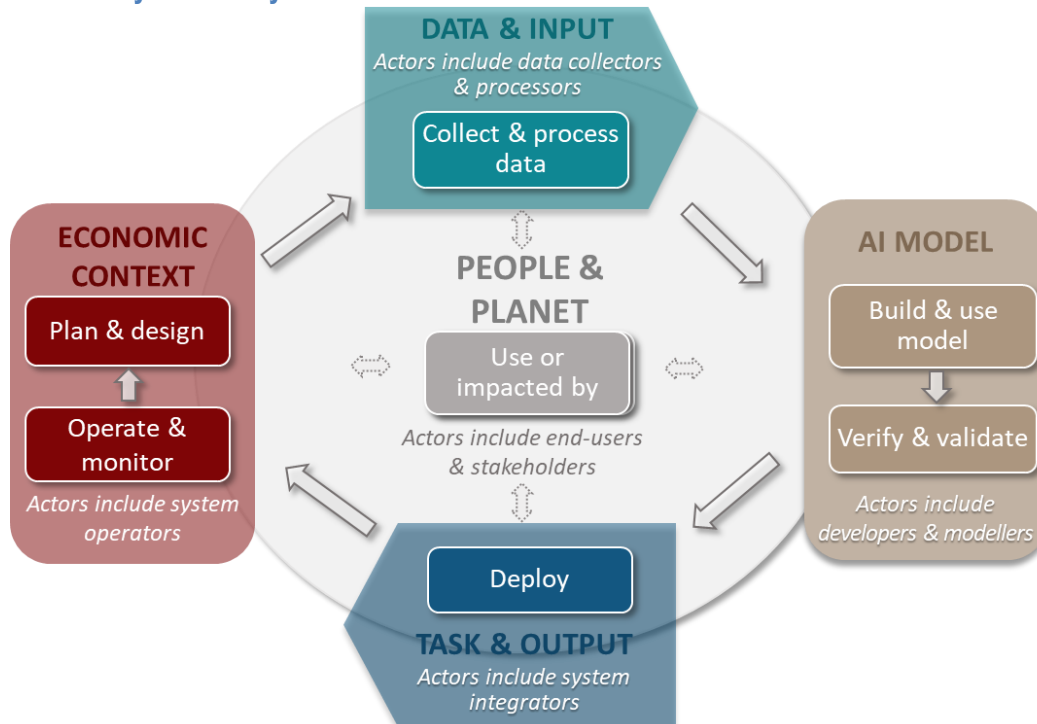 DATA & INPUT
Actors include data collectors
& processors
Collect & process
data
ECONOMIC
CONTEXT
Plan & design
Operate &
monitor
Actors include system
operators
PEOPLE &
PLANET
Use or
impacted by
Actors include end-users
& stakeholders
AI MODEL
Build & use
model
Verify & validate
Actors include
developers & modellers
Deploy
TASK & OUTPUT
Actors include system
integrators